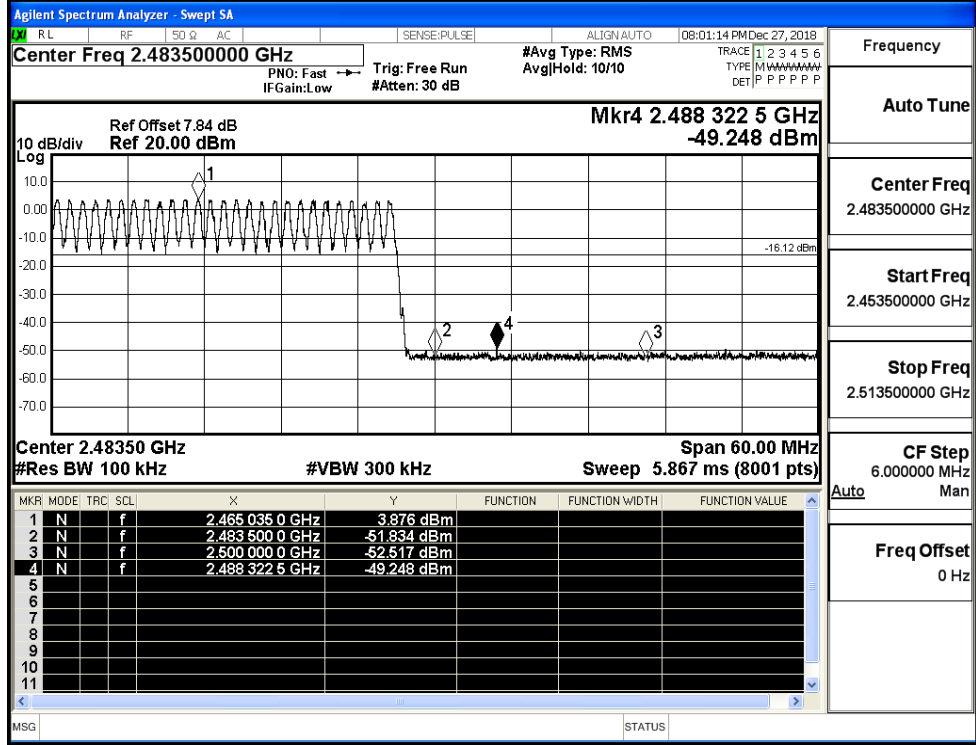 Agilent Spectrum Analyzer - Swept SA
LXI RL RF 50 Ω AC SENSE:PULSE ALIGN AUTO 08:01:14 PM Dec 27, 2018
Center Freq 2.483500000 GHz
PNO: Fast
IFGain:Low
Trig: Free Run
#Atten: 30 dB
#Avg Type: RMS
Avg|Hold: 10/10
TRACE 1 2 3 4 5 6
TYPE M WWWWW
DET P P P P P P
Mkr4 2.488 322 5 GHz
-49.248 dBm
Ref Offset 7.84 dB
10 dB/div Ref 20.00 dBm
Log
10.0
0.00
-10.0
-20.0
-30.0
-40.0
-50.0
-60.0
-70.0
1
2
4
3
-16.12 dBm
Center 2.48350 GHz Span 60.00 MHz
#Res BW 100 kHz #VBW 300 kHz Sweep 5.867 ms (8001 pts)
MKR MODE TRC SCL X Y FUNCTION FUNCTION WIDTH FUNCTION VALUE
1 N f 2.465 035 0 GHz 3.876 dBm
2 N f 2.483 500 0 GHz -51.834 dBm
3 N f 2.500 000 0 GHz -52.517 dBm
4 N f 2.488 322 5 GHz -49.248 dBm
5
6
7
8
9
10
11
MSG STATUS
Frequency
Auto Tune
Center Freq
2.483500000 GHz
Start Freq
2.453500000 GHz
Stop Freq
2.513500000 GHz
CF Step
6.000000 MHz
Auto Man
Freq Offset
0 Hz